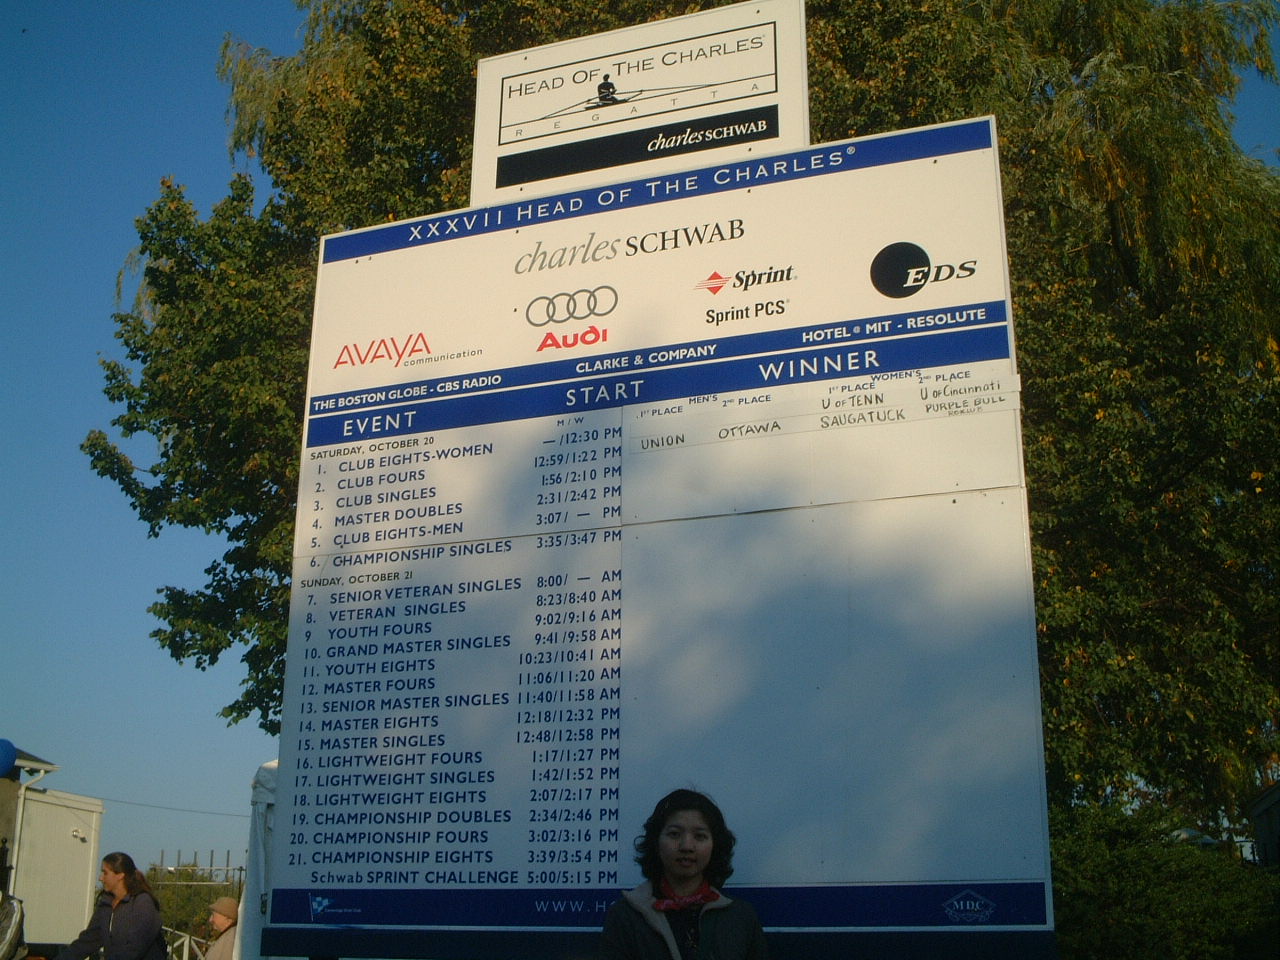 HEAD OF THE CHARLES®
REGATTA
charles SCHWAB
XXXVII HEAD OF THE CHARLES®
charles SCHWAB
AVAYA communication
Audi
Sprint®
Sprint PCS®
EDS
THE BOSTON GLOBE - CBS RADIO CLARKE & COMPANY HOTEL @ MIT - RESOLUTE
EVENT START WINNER
M / W
MEN'S WOMEN'S
1ST PLACE 2ND PLACE 1ST PLACE 2ND PLACE
SATURDAY, OCTOBER 20
1. CLUB EIGHTS-WOMEN — /12:30 PM U OF TENN U OF Cincinnati
2. CLUB FOURS 12:59/1:22 PM UNION OTTAWA SAUGATUCK PURPLE BULL
3. CLUB SINGLES 1:56/2:10 PM
4. MASTER DOUBLES 2:31/2:42 PM
5. CLUB EIGHTS-MEN 3:07/ — PM
6. CHAMPIONSHIP SINGLES 3:35/3:47 PM
SUNDAY, OCTOBER 21
7. SENIOR VETERAN SINGLES 8:00/ — AM
8. VETERAN SINGLES 8:23/8:40 AM
9 YOUTH FOURS 9:02/9:16 AM
10. GRAND MASTER SINGLES 9:41/9:58 AM
11. YOUTH EIGHTS 10:23/10:41 AM
12. MASTER FOURS 11:06/11:20 AM
13. SENIOR MASTER SINGLES 11:40/11:58 AM
14. MASTER EIGHTS 12:18/12:32 PM
15. MASTER SINGLES 12:48/12:58 PM
16. LIGHTWEIGHT FOURS 1:17/1:27 PM
17. LIGHTWEIGHT SINGLES 1:42/1:52 PM
18. LIGHTWEIGHT EIGHTS 2:07/2:17 PM
19. CHAMPIONSHIP DOUBLES 2:34/2:46 PM
20. CHAMPIONSHIP FOURS 3:02/3:16 PM
21. CHAMPIONSHIP EIGHTS 3:39/3:54 PM
Schwab SPRINT CHALLENGE 5:00/5:15 PM
WWW.H
MDC